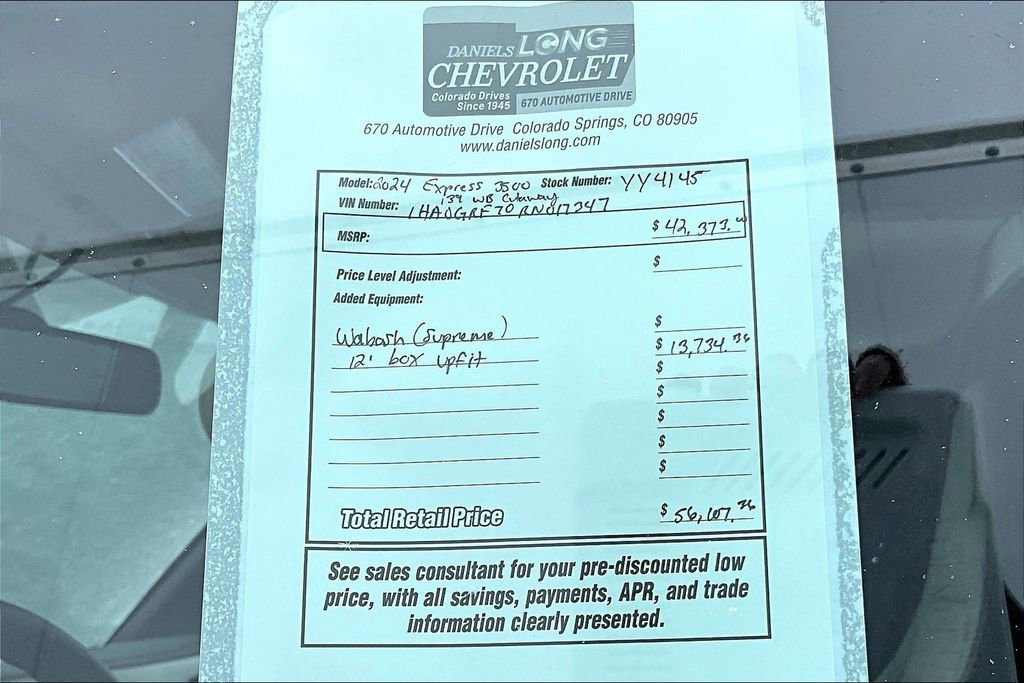 DANIELS LONG
CHEVROLET
Colorado Drives
Since 1945
670 AUTOMOTIVE DRIVE
670 Automotive Drive Colorado Springs, CO 80905
www.danielslong.com
Model: 2024 Express 3500 Stock Number: YY4145
139 WB Cutaway
VIN Number: 1HA0GRF70RN017347
MSRP: $ 42,373.00
Price Level Adjustment: $
Added Equipment:
$
Wabash (Supreme) $ 13,734.36
12' box upfit $
$
$
$
$
Total Retail Price $ 56,107.36
See sales consultant for your pre-discounted low
price, with all savings, payments, APR, and trade
information clearly presented.